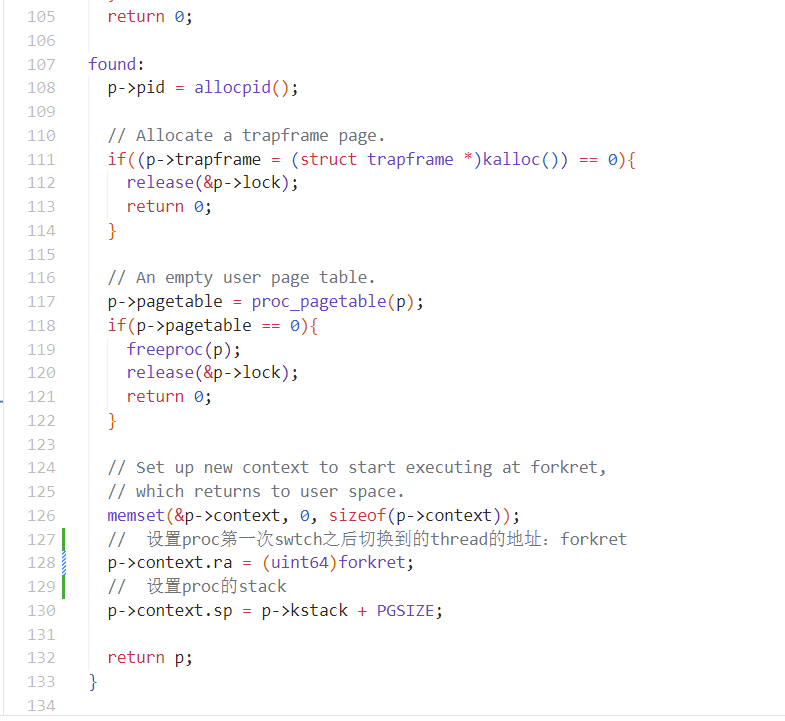 105 return 0;
106
107 found:
108 p->pid = allocpid();
109
110 // Allocate a trapframe page.
111 if((p->trapframe = (struct trapframe *)kalloc()) == 0){
112 release(&p->lock);
113 return 0;
114 }
115
116 // An empty user page table.
117 p->pagetable = proc_pagetable(p);
118 if(p->pagetable == 0){
119 freeproc(p);
120 release(&p->lock);
121 return 0;
122 }
123
124 // Set up new context to start executing at forkret,
125 // which returns to user space.
126 memset(&p->context, 0, sizeof(p->context));
127 // 设置proc第一次swtch之后切换到的thread的地址：forkret
128 p->context.ra = (uint64)forkret;
129 // 设置proc的stack
130 p->context.sp = p->kstack + PGSIZE;
131
132 return p;
133 }
134